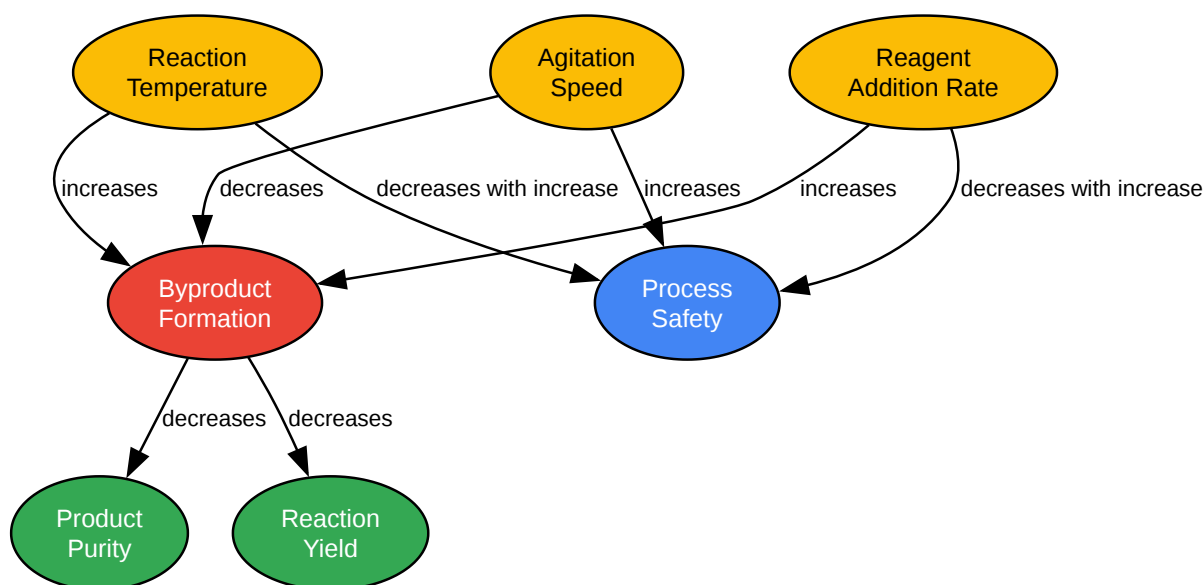 Reaction
Temperature
Agitation
Speed
Reagent
Addition Rate
increases
decreases
decreases with increase
increases
increases
decreases with increase
Byproduct
Formation
Process
Safety
decreases
decreases
Product
Purity
Reaction
Yield